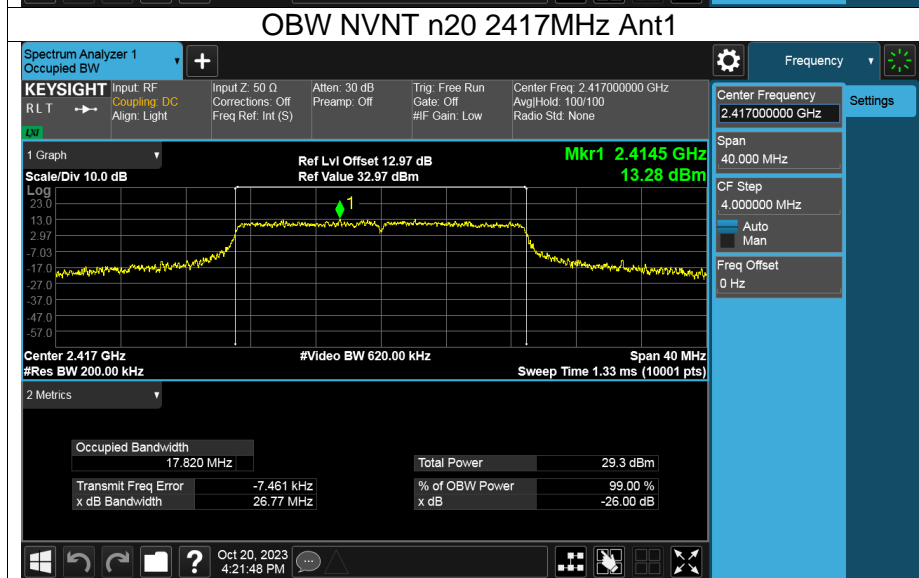 OBW NVNT n20 2417MHz Ant1
Spectrum Analyzer 1
Occupied BW
+
Frequency
KEYSIGHT
R L T
LXI
Input: RF
Coupling: DC
Align: Light
Input Z: 50 Ω
Corrections: Off
Freq Ref: Int (S)
Atten: 30 dB
Preamp: Off
Trig: Free Run
Gate: Off
#IF Gain: Low
Center Freq: 2.417000000 GHz
Avg|Hold: 100/100
Radio Std: None
Center Frequency
2.417000000 GHz
Settings
Span
40.000 MHz
CF Step
4.000000 MHz
Auto
Man
Freq Offset
0 Hz
1 Graph
Scale/Div 10.0 dB
Ref Lvl Offset 12.97 dB
Ref Value 32.97 dBm
Mkr1 2.4145 GHz
13.28 dBm
Log
23.0
13.0
2.97
-7.03
-17.0
-27.0
-37.0
-47.0
-57.0
1
Center 2.417 GHz
#Res BW 200.00 kHz
#Video BW 620.00 kHz
Span 40 MHz
Sweep Time 1.33 ms (10001 pts)
2 Metrics
Occupied Bandwidth
17.820 MHz
Total Power 29.3 dBm
Transmit Freq Error -7.461 kHz
% of OBW Power 99.00 %
x dB Bandwidth 26.77 MHz
x dB -26.00 dB
?
Oct 20, 2023
4:21:48 PM